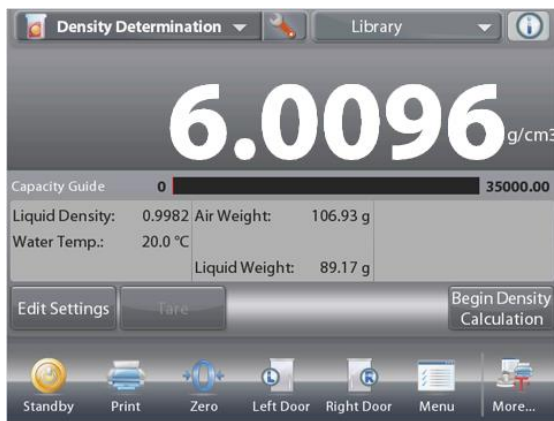 Density Determination Library
6.0096 g/cm3
Capacity Guide 0 35000.00
Liquid Density: 0.9982 Air Weight: 106.93 g
Water Temp.: 20.0 °C
Liquid Weight: 89.17 g
Edit Settings Tare Begin Density
Calculation
Standby Print Zero L Left Door R Right Door Menu More...